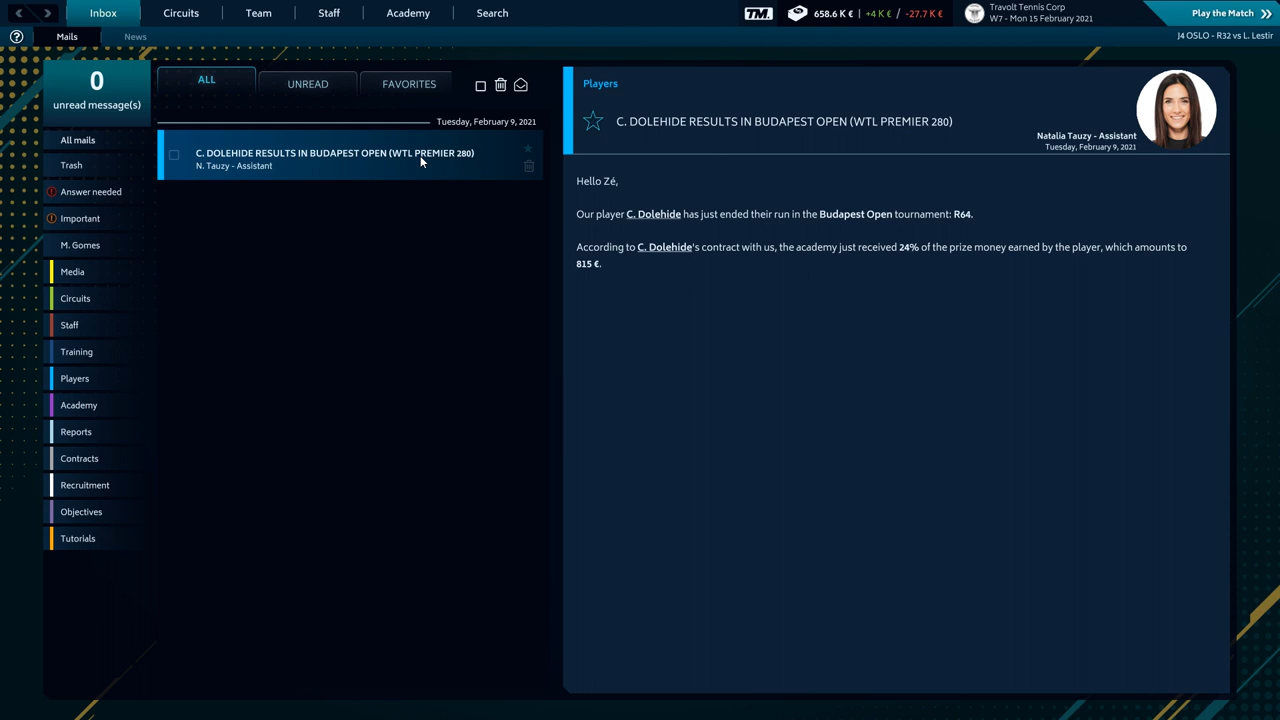 Inbox
Circuits
Team
Staff
Academy
Search
TM.
658.6 K € | +4 K € / -27.7 K €
Travolt Tennis Corp
W7 - Mon 15 February 2021
Play the Match
?
Mails
News
J4 OSLO - R32 vs L. Lestir
0
unread message(s)
All mails
Trash
Answer needed
Important
M. Gomes
Media
Circuits
Staff
Training
Players
Academy
Reports
Contracts
Recruitment
Objectives
Tutorials
ALL
UNREAD
FAVORITES
Tuesday, February 9, 2021
C. DOLEHIDE RESULTS IN BUDAPEST OPEN (WTL PREMIER 280)
N. Tauzy - Assistant
Players
C. DOLEHIDE RESULTS IN BUDAPEST OPEN (WTL PREMIER 280)
Natalia Tauzy - Assistant
Tuesday, February 9, 2021
Hello Zé,
Our player C. Dolehide has just ended their run in the Budapest Open tournament: R64.
According to C. Dolehide's contract with us, the academy just received 24% of the prize money earned by the player, which amounts to
815 €.